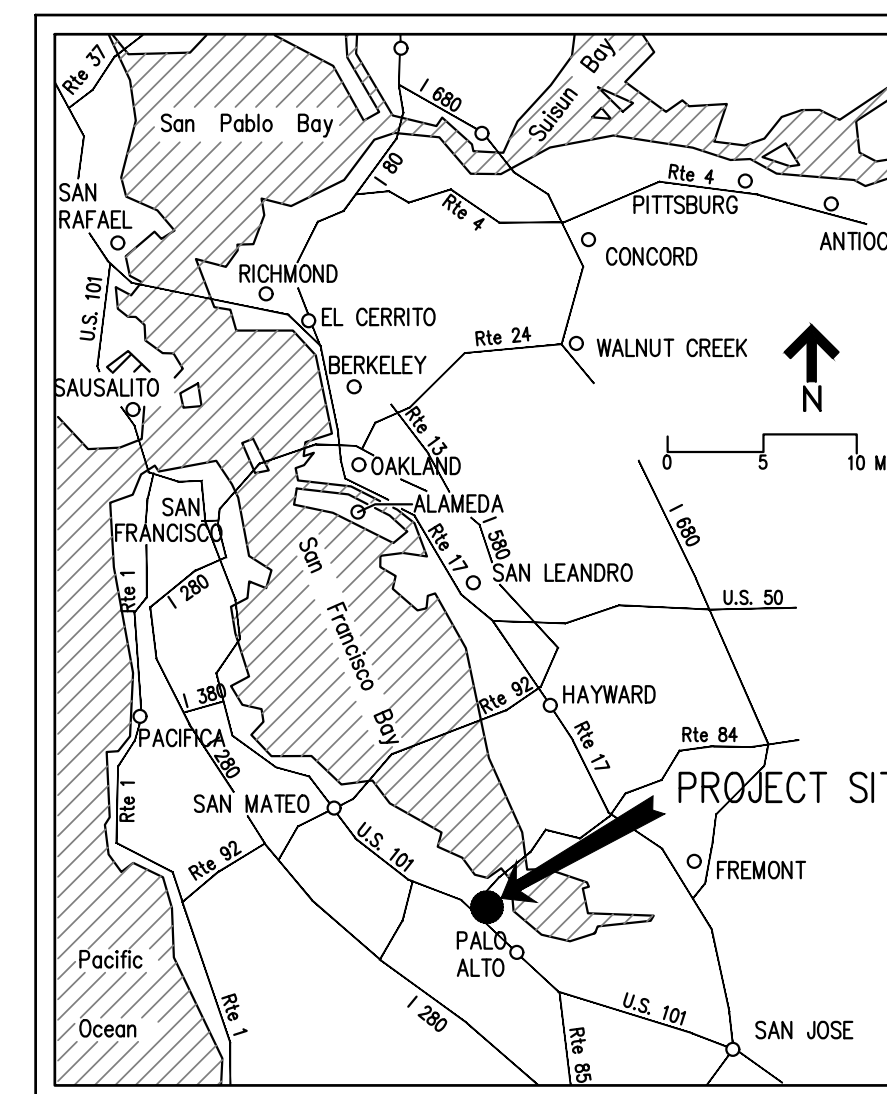 Rte 37
I 680
Suisun Bay
San Pablo Bay
I 80
Rte 4
SAN
RAFAEL
Rte 4
PITTSBURG
ANTIOC
CONCORD
RICHMOND
U.S. 101
EL CERRITO
Rte 24
WALNUT CREEK
BERKELEY
SAUSALITO
N
Rte 13
0 5 10 M
OAKLAND
SAN
FRANCISCO
ALAMEDA
I 680
I 580
Rte 17
San Francisco Bay
SAN LEANDRO
Rte 1
I 280
U.S. 50
I 380
Rte 92
HAYWARD
PACIFICA
I 280
Rte 17
Rte 84
PROJECT SIT
Rte 1
SAN MATEO
U.S. 101
Rte 92
FREMONT
PALO
ALTO
Pacific
Ocean
Rte 1
I 280
U.S. 101
Rte 85
SAN JOSE